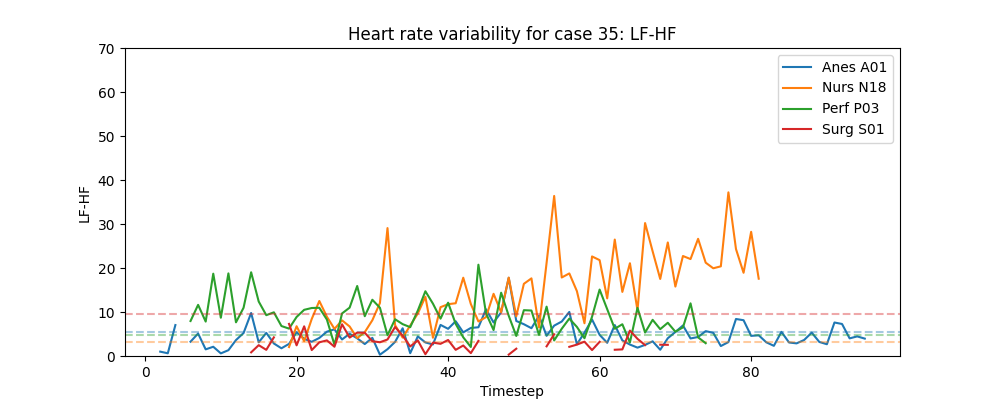 Heart rate variability for case 35: LF-HF
70
60
50
40
30
20
10
0
LF-HF
Anes A01
Nurs N18
Perf P03
Surg S01
0
20
40
60
80
Timestep